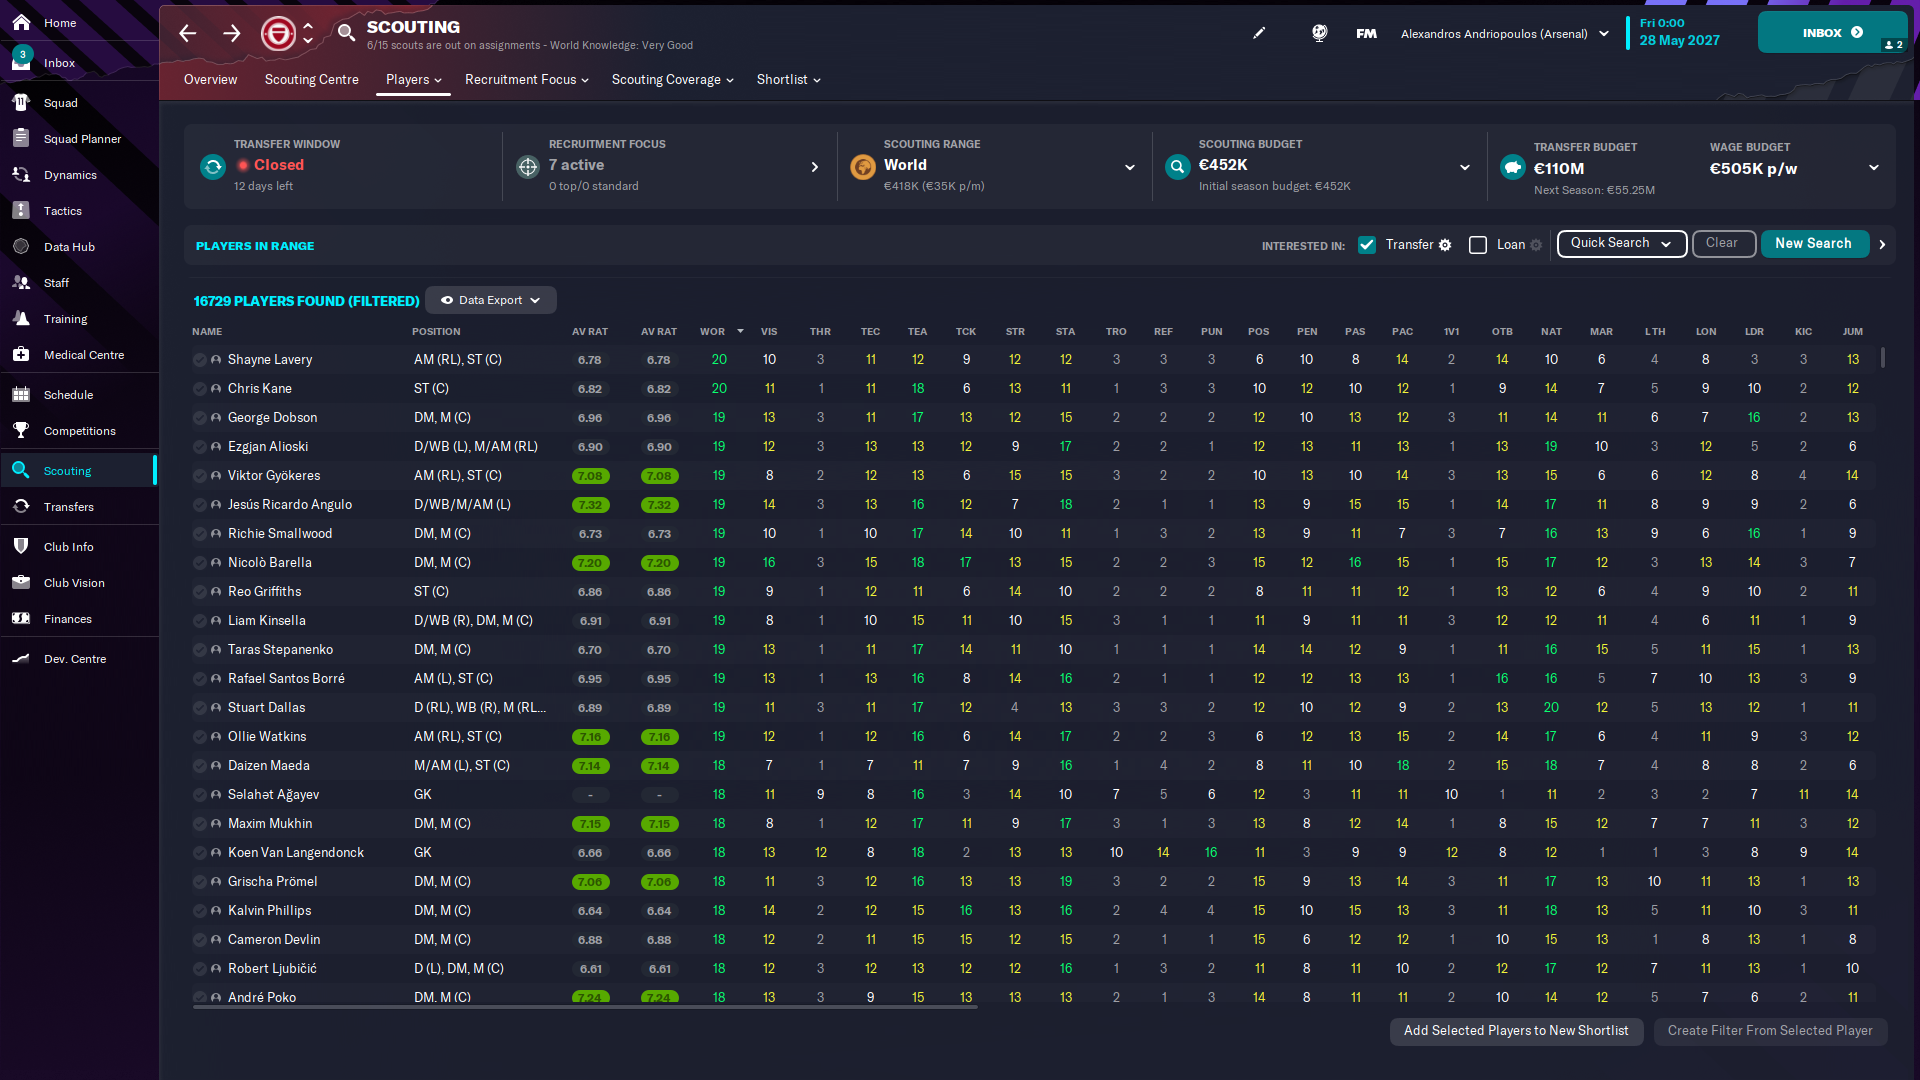 Home
3
Inbox
Squad
Squad Planner
Dynamics
Tactics
Data Hub
Staff
Training
Medical Centre
Schedule
Competitions
Scouting
Transfers
Club Info
Club Vision
Finances
Dev. Centre
SCOUTING
6/15 scouts are out on assignments - World Knowledge: Very Good
FM Alexandros Andriopoulos (Arsenal)
Fri 0:00
28 May 2027
INBOX
2
Overview Scouting Centre Players Recruitment Focus Scouting Coverage Shortlist
TRANSFER WINDOW
Closed
12 days left
RECRUITMENT FOCUS
7 active
0 top/0 standard
SCOUTING RANGE
World
€418K (€35K p/m)
SCOUTING BUDGET
€452K
Initial season budget: €452K
TRANSFER BUDGET
€110M
Next Season: €55.25M
WAGE BUDGET
€505K p/w
PLAYERS IN RANGE INTERESTED IN: Transfer Loan Quick Search Clear New Search
16729 PLAYERS FOUND (FILTERED) Data Export
NAME POSITION AV RAT AV RAT WOR VIS THR TEC TEA TCK STR STA TRO REF PUN POS PEN PAS PAC 1V1 OTB NAT MAR LTH LON LDR KIC JUM
Shayne Lavery AM (RL), ST (C) 6.78 6.78 20 10 3 11 12 9 12 12 3 3 3 6 10 8 14 2 14 10 6 4 8 3 3 13
Chris Kane ST (C) 6.82 6.82 20 11 1 11 18 6 13 11 1 3 3 10 12 10 12 1 9 14 7 5 9 10 2 12
George Dobson DM, M (C) 6.96 6.96 19 13 3 11 17 13 12 15 2 2 2 12 10 13 12 3 11 14 11 6 7 16 2 13
Ezgjan Alioski D/WB (L), M/AM (RL) 6.90 6.90 19 12 3 13 13 12 9 17 2 2 1 12 13 11 13 1 13 19 10 3 12 5 2 6
Viktor Gyökeres AM (RL), ST (C) 7.08 7.08 19 8 2 12 13 6 15 15 3 2 2 10 13 10 14 3 13 15 6 6 12 8 4 14
Jesús Ricardo Angulo D/WB/M/AM (L) 7.32 7.32 19 14 3 13 16 12 7 18 2 1 1 13 9 15 15 1 14 17 11 8 9 9 2 6
Richie Smallwood DM, M (C) 6.73 6.73 19 10 1 10 17 14 10 11 1 3 2 13 9 11 7 3 7 16 13 9 6 16 1 9
Nicolò Barella DM, M (C) 7.20 7.20 19 16 3 15 18 17 13 15 2 2 3 15 12 16 15 1 15 17 12 3 13 14 3 7
Reo Griffiths ST (C) 6.86 6.86 19 9 1 12 11 6 14 10 2 2 2 8 11 11 12 1 13 12 6 4 9 10 2 11
Liam Kinsella D/WB (R), DM, M (C) 6.91 6.91 19 8 1 10 15 11 10 15 3 1 1 11 9 11 11 3 12 12 11 4 6 11 1 9
Taras Stepanenko DM, M (C) 6.70 6.70 19 13 1 11 17 14 11 10 1 1 1 14 14 12 9 1 11 16 15 5 11 15 1 13
Rafael Santos Borré AM (L), ST (C) 6.95 6.95 19 13 1 13 16 8 14 16 2 1 1 12 12 13 13 1 16 16 5 7 10 13 3 9
Stuart Dallas D (RL), WB (R), M (RL... 6.89 6.89 19 11 3 11 17 12 4 13 3 3 2 12 10 12 9 2 13 20 12 5 13 12 1 11
Ollie Watkins AM (RL), ST (C) 7.16 7.16 19 12 1 12 16 6 14 17 2 2 3 6 12 13 15 2 14 17 6 4 11 9 3 12
Daizen Maeda M/AM (L), ST (C) 7.14 7.14 18 7 1 7 11 7 9 16 1 4 2 8 11 10 18 2 15 18 7 4 8 8 2 6
Səlahət Ağayev GK - - 18 11 9 8 16 3 14 10 7 5 6 12 3 11 11 10 1 11 2 3 2 7 11 14
Maxim Mukhin DM, M (C) 7.15 7.15 18 8 1 12 17 11 9 17 3 1 3 13 8 12 14 1 8 15 12 7 7 11 3 12
Koen Van Langendonck GK 6.66 6.66 18 13 12 8 18 2 13 13 10 14 16 11 3 9 9 12 8 12 1 1 3 8 9 14
Grischa Prömel DM, M (C) 7.06 7.06 18 11 3 12 16 13 13 19 3 2 2 15 9 13 14 3 11 17 13 10 11 13 1 13
Kalvin Phillips DM, M (C) 6.64 6.64 18 14 2 12 15 16 13 16 2 4 4 15 10 15 13 3 11 18 13 5 11 10 3 11
Cameron Devlin DM, M (C) 6.88 6.88 18 12 2 11 15 15 12 15 2 1 1 15 6 12 12 1 10 15 13 1 8 13 1 8
Robert Ljubičić D (L), DM, M (C) 6.61 6.61 18 12 3 12 13 12 12 16 1 3 2 11 8 11 10 2 12 17 12 7 11 13 1 10
André Poko DM, M (C) 7.24 7.24 18 13 3 9 15 13 13 13 2 1 3 14 8 11 11 2 10 14 12 5 7 6 2 11
Add Selected Players to New Shortlist Create Filter From Selected Player